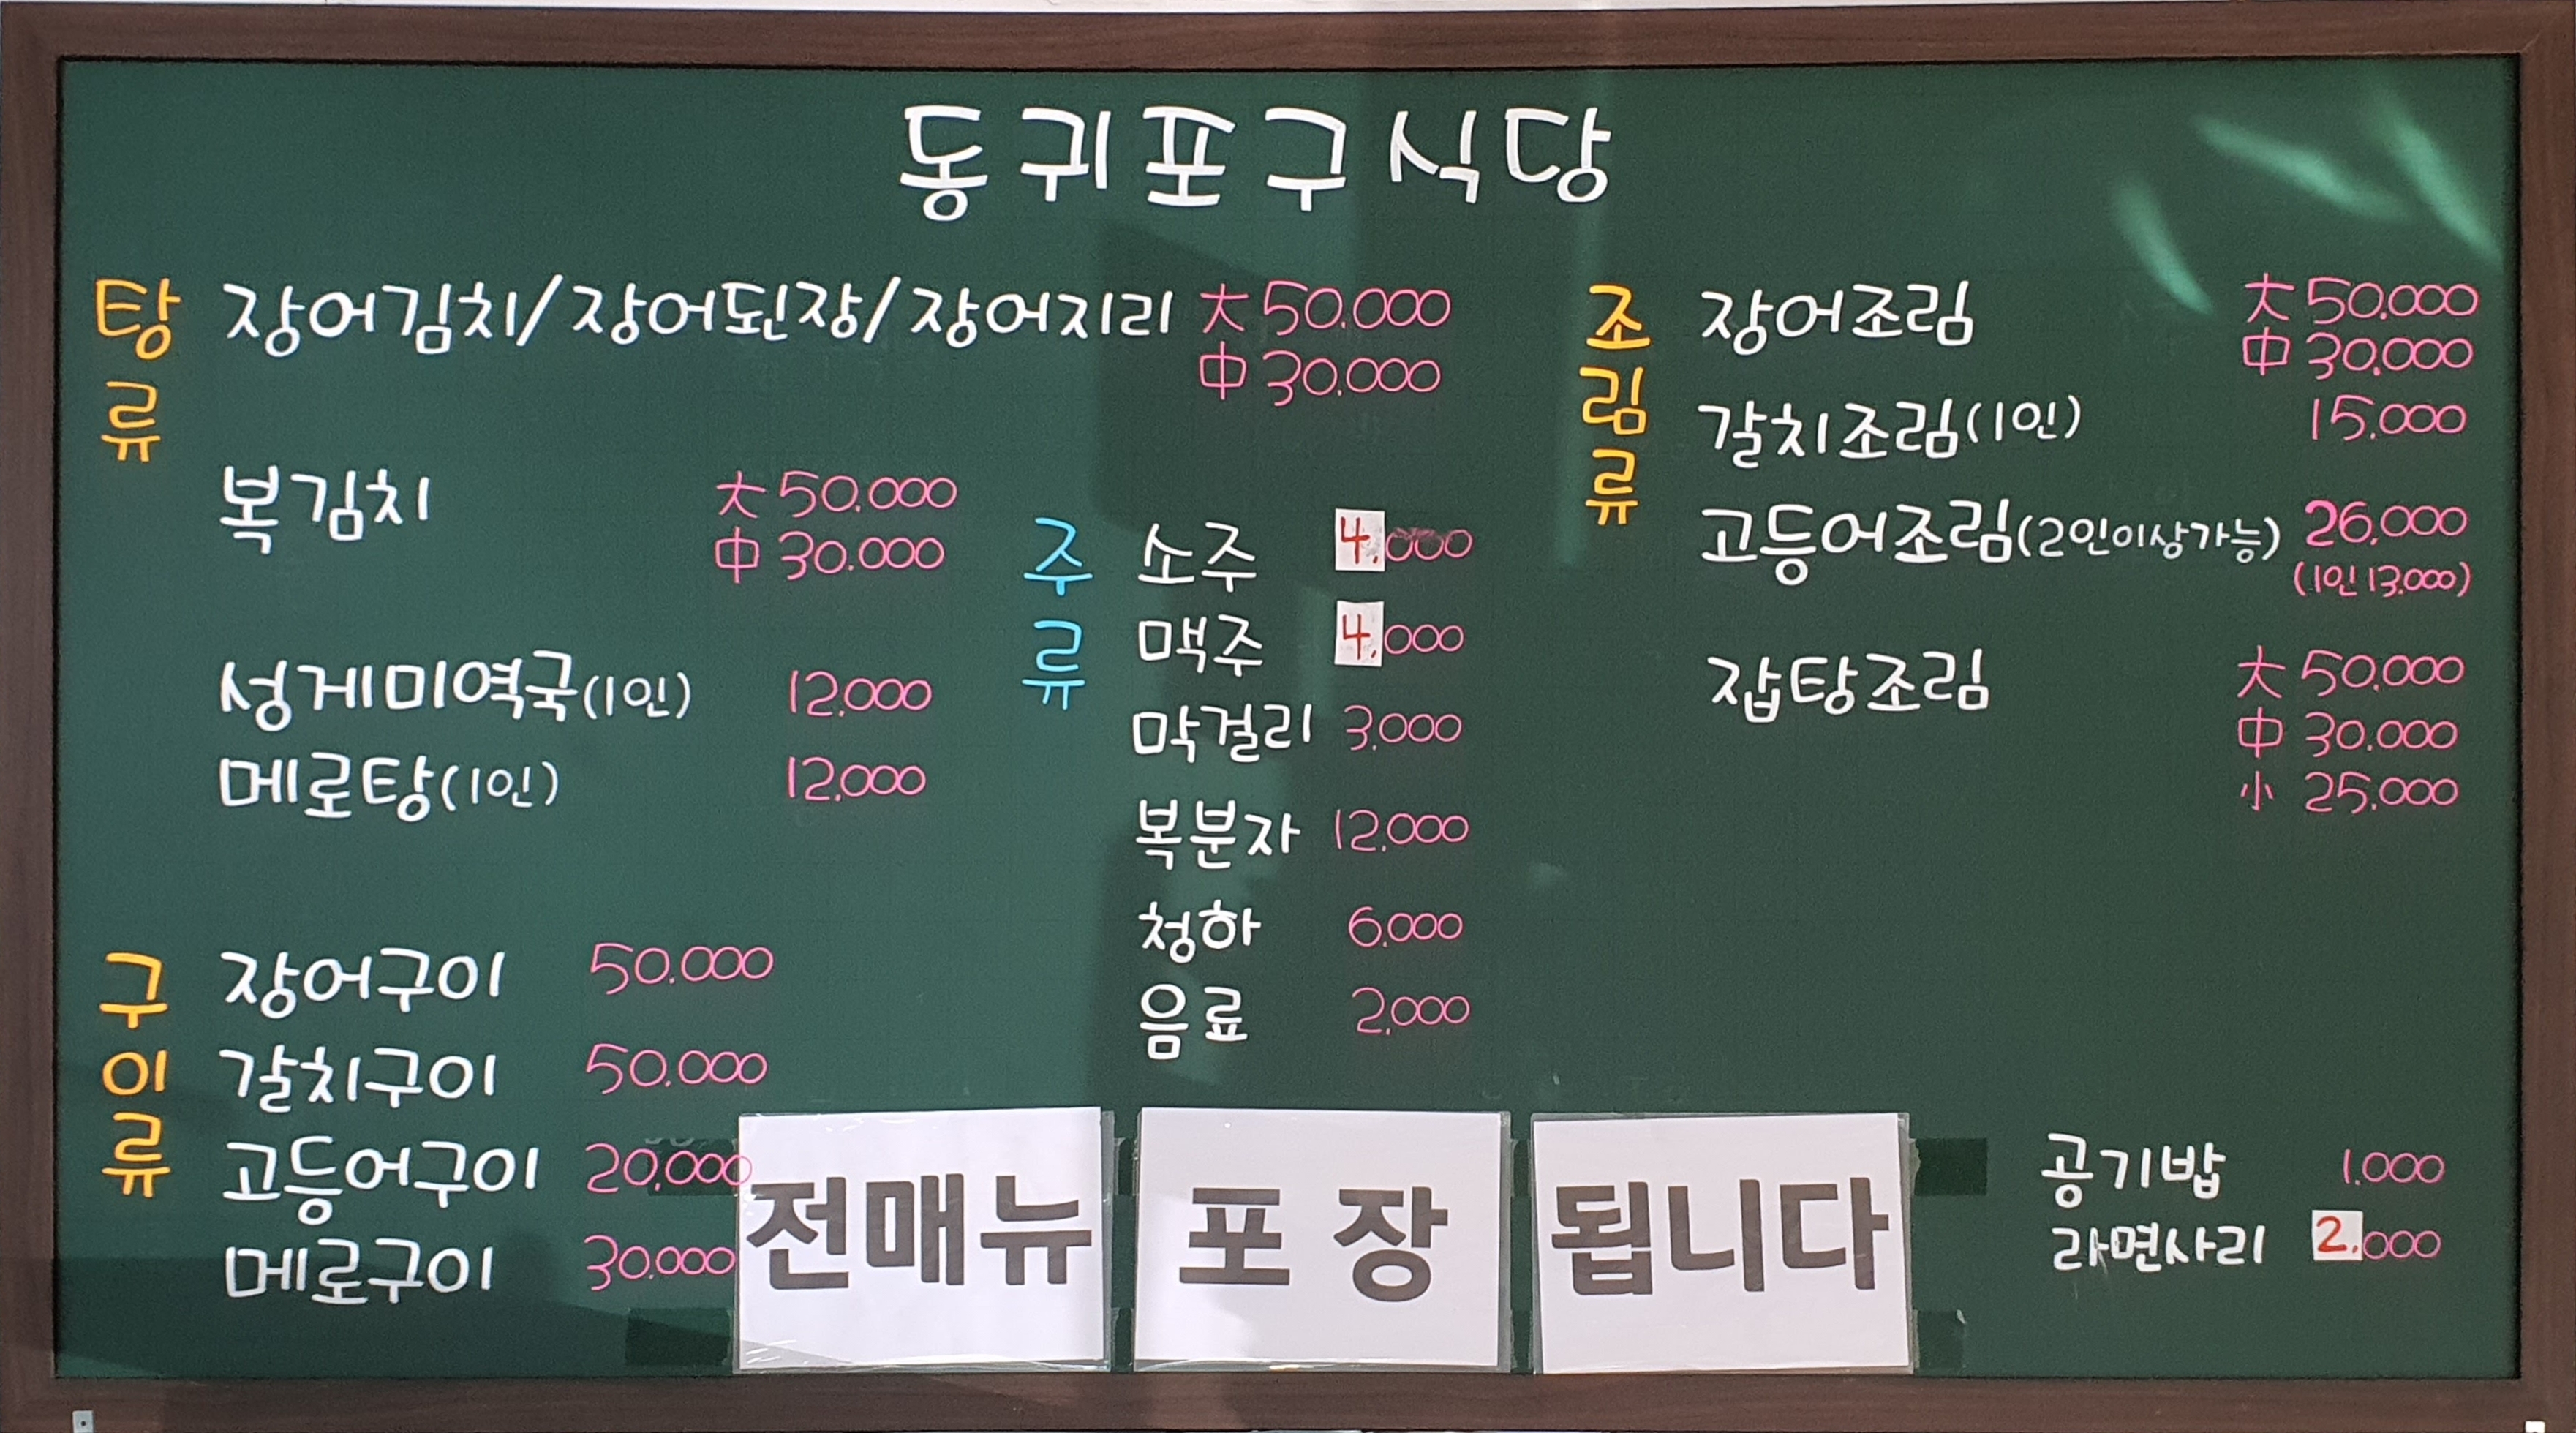 동귀포구식당
탕류
장어김치/장어된장/장어지리 大 50.000
中 30.000
복김치 大 50.000
中 30.000
성게미역국(1인) 12.000
메로탕(1인) 12.000
구이류
장어구이 50.000
갈치구이 50.000
고등어구이 20.000
메로구이 30.000
주류
소주 4.000
맥주 4.000
막걸리 3.000
복분자 12.000
청하 6.000
음료 2.000
조림류
장어조림 大 50.000
中 30.000
갈치조림(1인) 15.000
고등어조림(2인이상가능) 26.000
(1인 13.000)
잡탕조림 大 50.000
中 30.000
小 25.000
공기밥 1.000
라면사리 2.000
전매뉴 포장 됩니다